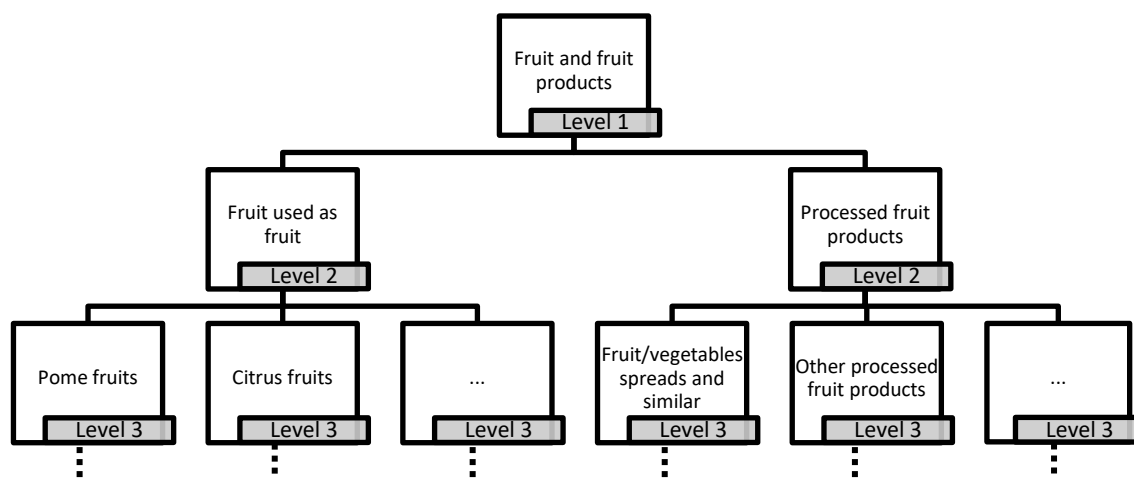 Fruit and fruit
products
Level 1
Fruit used as
fruit
Level 2
Processed fruit
products
Level 2
Pome fruits
Level 3
Citrus fruits
Level 3
...
Level 3
Fruit/vegetables
spreads and
similar
Level 3
Other processed
fruit products
Level 3
...
Level 3